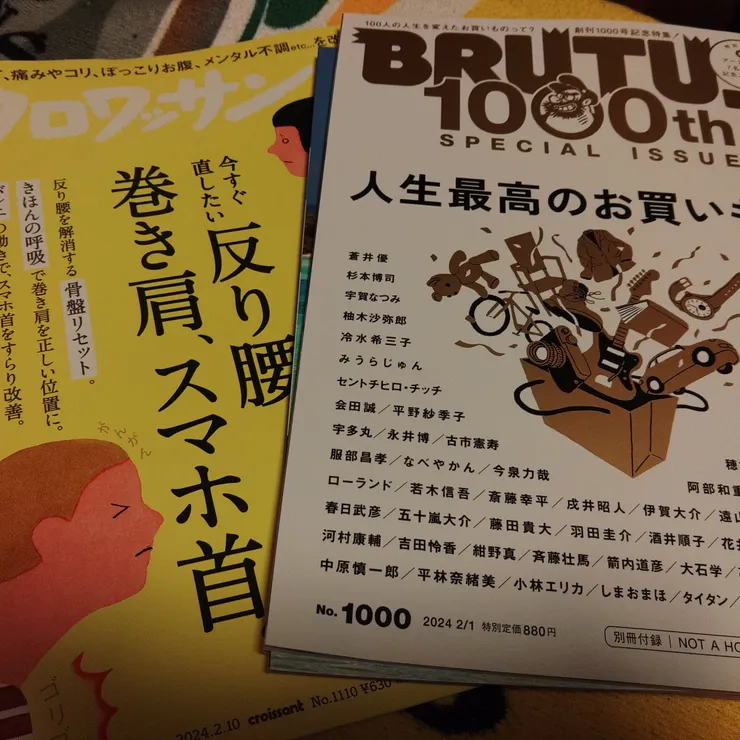 、痛みやコリ、ぽっこりお腹、メンタル不調etc...を改
クロワッサン
今すぐ
直したい
反り腰
巻き肩、スマホ首
反り腰を解消する 骨盤リセット。
きほんの呼吸で巻き肩を正しい位置に。
の動きで、スマホ首をすらり改善。
がんがん
ゴリ
2024.2.10 croissant No.1110 ¥630
100人の人生を変えたお買いものって? 創刊1000号記念特集!
BRUTU
1000th
SPECIAL ISSUE
人生最高のお買い
蒼井優
杉本博司
宇賀なつみ
柚木沙弥郎
冷水希三子
みうらじゅん
セントチヒロ・チッチ
会田誠/平野紗季子
宇多丸/永井博/古市憲寿
服部昌孝/なべやかん/今泉力哉
阿部和重
ローランド/若木信吾/斎藤幸平/戌井昭人/伊賀大介/遠山
春日武彦/五十嵐大介/藤田貴大/羽田圭介/酒井順子/花井
河村康輔/吉田怜香/紺野真/斉藤壮馬/箭内道彦/大石学/
中原慎一郎/平林奈緒美/小林エリカ/しまおまほ/タイタン/
No.1000 2024 2/1 特別定価880円
別冊付録 | NOT A HO